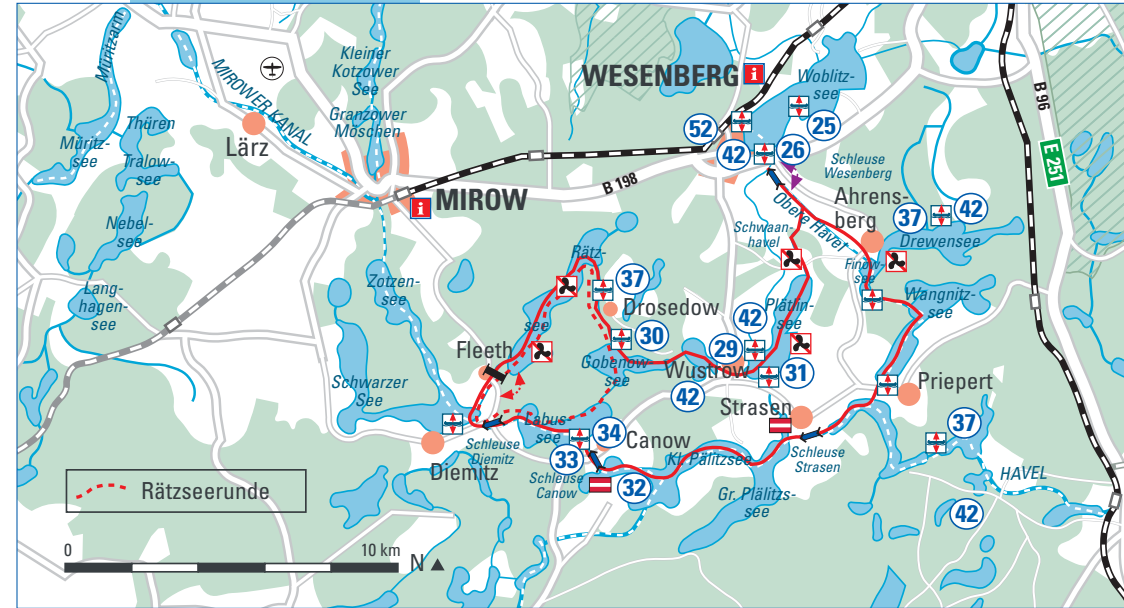 Müritzarm
MIROWER KANAL
Kleiner
Kotzower
See
Granzower
Möschen
WESENBERG
i
Woblitz-
see
B 96
E 251
Thüren
Müritz-
see
Tralow-
see
Lärz
52
42
25
26
Schleuse
Wesenberg
B 198
MIROW
i
Nebel-
see
Obere Havel
Ahrens-
berg
37
42
Drewensee
Schwaan-
havel
Finow-
see
Zotzen-
see
Rätz-
see
37
Drosedow
Lang-
hagen-
see
Plätlin-
see
Wangnitz-
see
42
30
29
Fleeth
Gobenow-
see
Wustrow
31
42
Schwarzer
See
Priepert
Strasen
Labus-
see
34
Canow
37
Schleuse
Diemitz
Diemitz
33
Schleuse
Canow
32
Kl. Pälitzsee
Schleuse
Strasen
HAVEL
Gr. Plälitzs-
see
42
Rätzseerunde
0
10 km
N